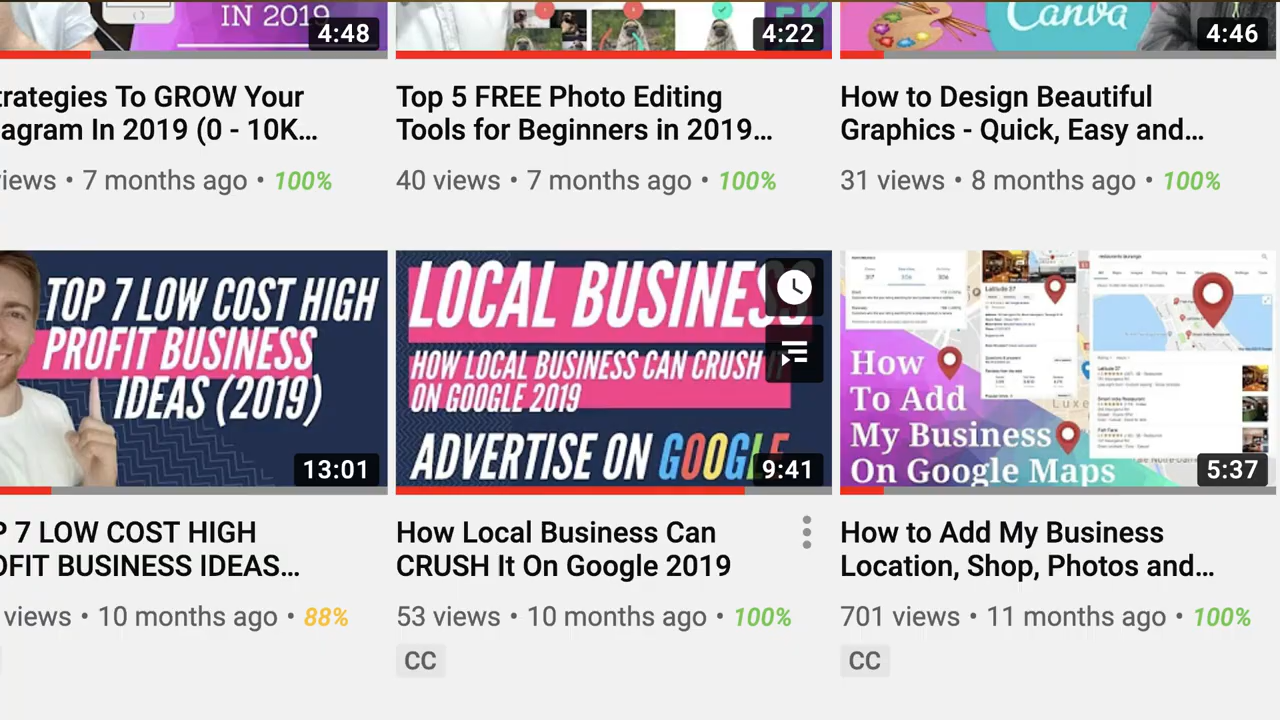 IN 2019
4:48
4:22
Canva
4:46
trategies To GROW Your
agram In 2019 (0 - 10K...
Top 5 FREE Photo Editing
Tools for Beginners in 2019...
How to Design Beautiful
Graphics - Quick, Easy and...
iews • 7 months ago • 100%
40 views • 7 months ago • 100%
31 views • 8 months ago • 100%
TOP 7 LOW COST HIGH
PROFIT BUSINESS
IDEAS (2019)
13:01
LOCAL BUSINESS
HOW LOCAL BUSINESS CAN CRUSH IT
ON GOOGLE 2019
ADVERTISE ON GOOGLE
9:41
Latitude 37
How
To Add
My Business
On Google Maps
5:37
P 7 LOW COST HIGH
OFIT BUSINESS IDEAS...
How Local Business Can
CRUSH It On Google 2019
How to Add My Business
Location, Shop, Photos and...
views • 10 months ago • 88%
53 views • 10 months ago • 100%
701 views • 11 months ago • 100%
CC
CC